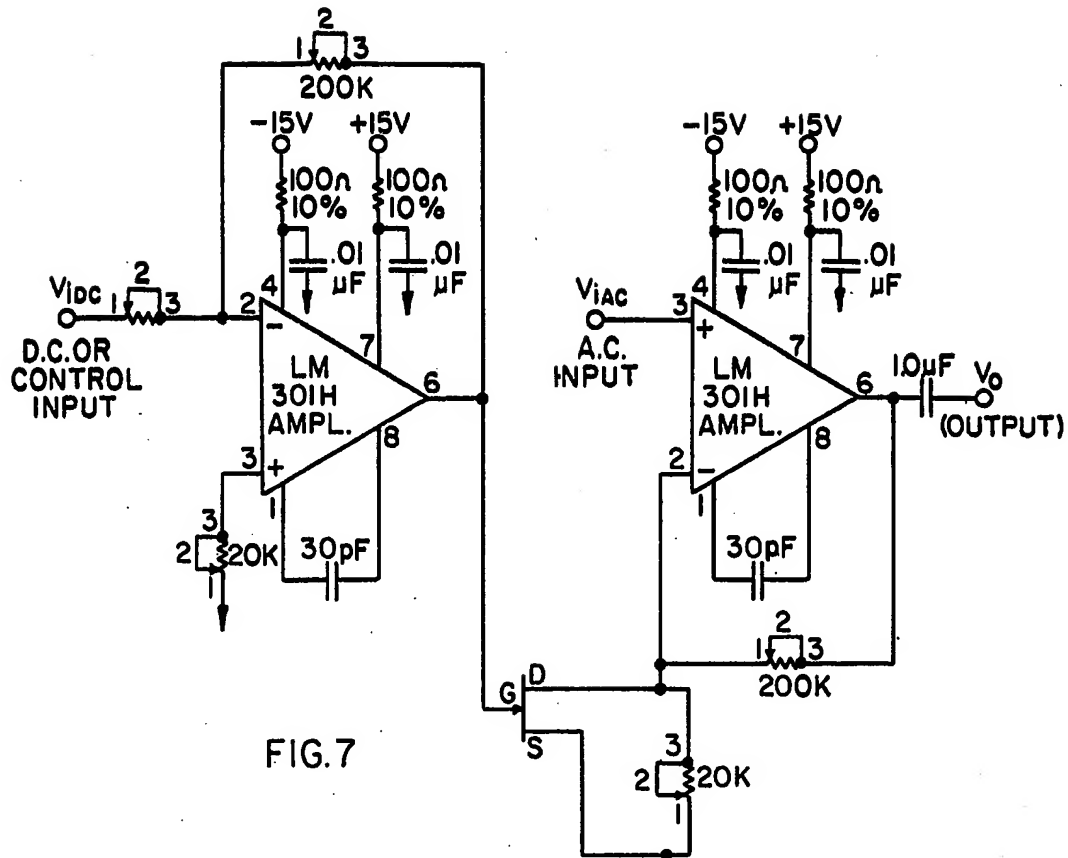 2
1 3
200K
-15V +15V
100Ω 10%
100Ω 10%
.01 µF
.01 µF
ViDC
1 2 3
D.C. OR CONTROL INPUT
2 -
4
7
LM 301H AMPL.
6
8
3 +
1
3
2 20K
1
30pF
-15V +15V
100Ω 10%
100Ω 10%
.01 µF
.01 µF
ViAC
A.C. INPUT
3 +
4
7
LM 301H AMPL.
6
8
2 -
1
30pF
1.0µF
Vo
(OUTPUT)
2
1 3
200K
G D
S
3
2 20K
1
FIG.7